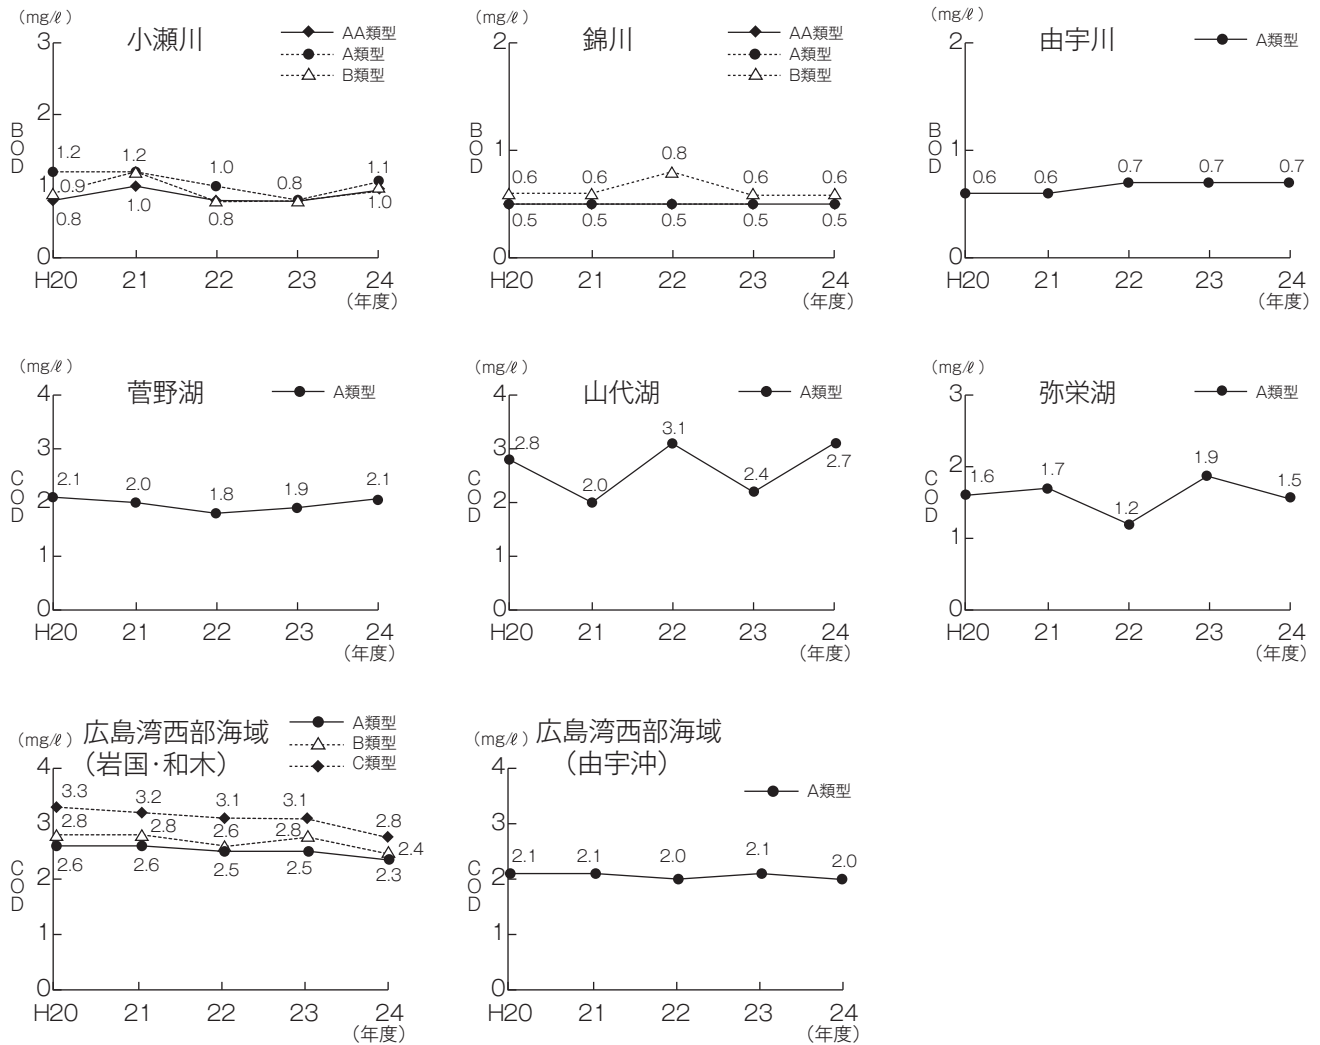 (mg/ℓ)
小瀬川
AA類型
A類型
B類型
3
2
1
0
BOD
1.2
1.2
1.0
0.8
1.1
0.9
0.8
1.0
0.8
1.0
H20 21 22 23 24
(年度)
(mg/ℓ)
錦川
AA類型
A類型
B類型
2
1
0
BOD
0.6 0.6 0.8 0.6 0.6
0.5 0.5 0.5 0.5 0.5
H20 21 22 23 24
(年度)
(mg/ℓ)
由宇川
A類型
2
1
0
BOD
0.6 0.6 0.7 0.7 0.7
H20 21 22 23 24
(年度)
(mg/ℓ)
菅野湖
A類型
4
3
2
1
0
COD
2.1 2.0 1.8 1.9 2.1
H20 21 22 23 24
(年度)
(mg/ℓ)
山代湖
A類型
4
3
2
1
0
COD
2.8 2.0 3.1 2.4 2.7
H20 21 22 23 24
(年度)
(mg/ℓ)
弥栄湖
A類型
3
2
1
0
COD
1.6 1.7 1.2 1.9 1.5
H20 21 22 23 24
(年度)
(mg/ℓ)
広島湾西部海域
(岩国・和木)
A類型
B類型
C類型
4
3
2
1
0
COD
3.3 3.2 3.1 3.1 2.8
2.8 2.8 2.6 2.8 2.4
2.6 2.6 2.5 2.5 2.3
H20 21 22 23 24
(年度)
(mg/ℓ)
広島湾西部海域
(由宇沖)
A類型
4
3
2
1
0
COD
2.1 2.1 2.0 2.1 2.0
H20 21 22 23 24
(年度)